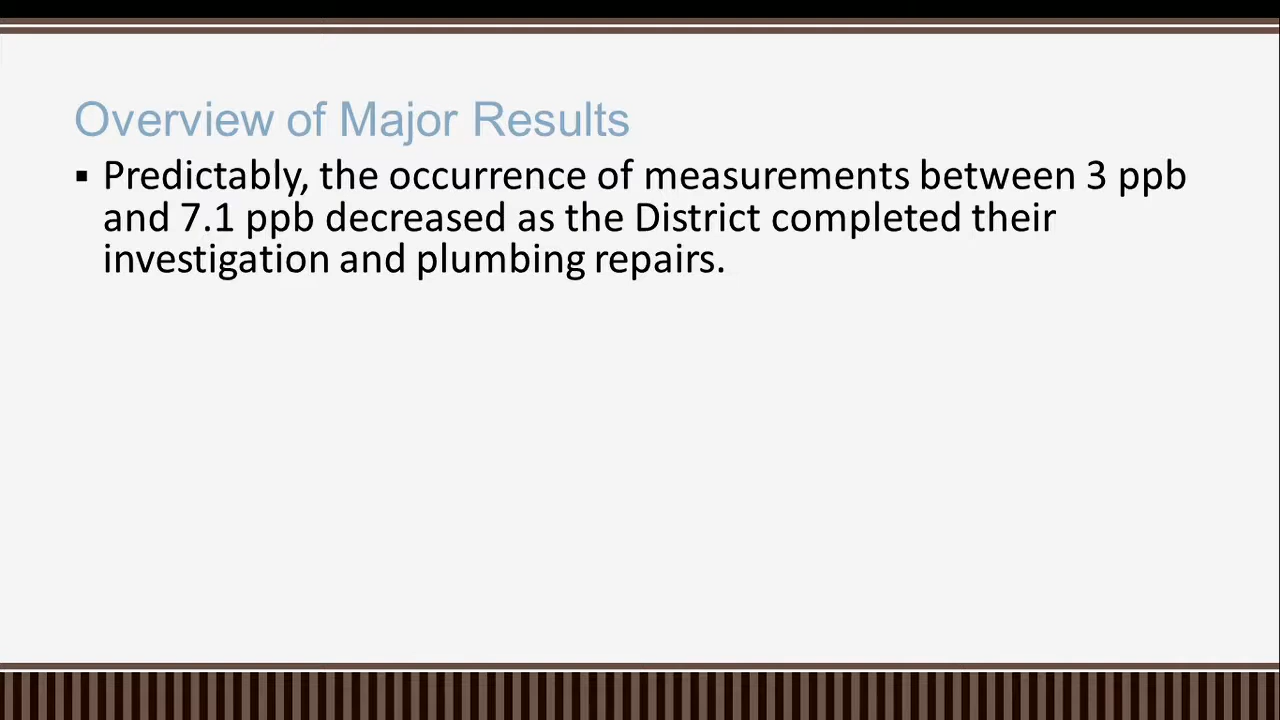 Overview of Major Results
▪ Predictably, the occurrence of measurements between 3 ppb
and 7.1 ppb decreased as the District completed their
investigation and plumbing repairs.